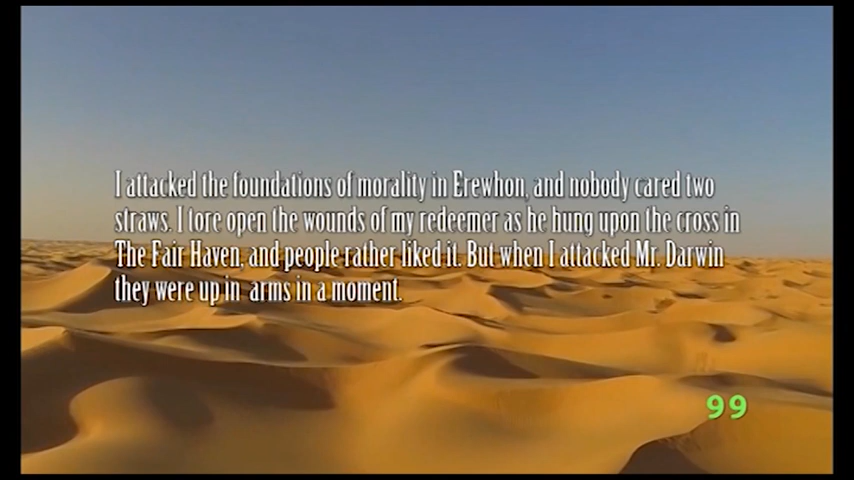 I attacked the foundations of morality in Erewhon, and nobody cared two
straws. I tore open the wounds of my redeemer as he hung upon the cross in
The Fair Haven, and people rather liked it. But when I attacked Mr. Darwin
they were up in arms in a moment.
99